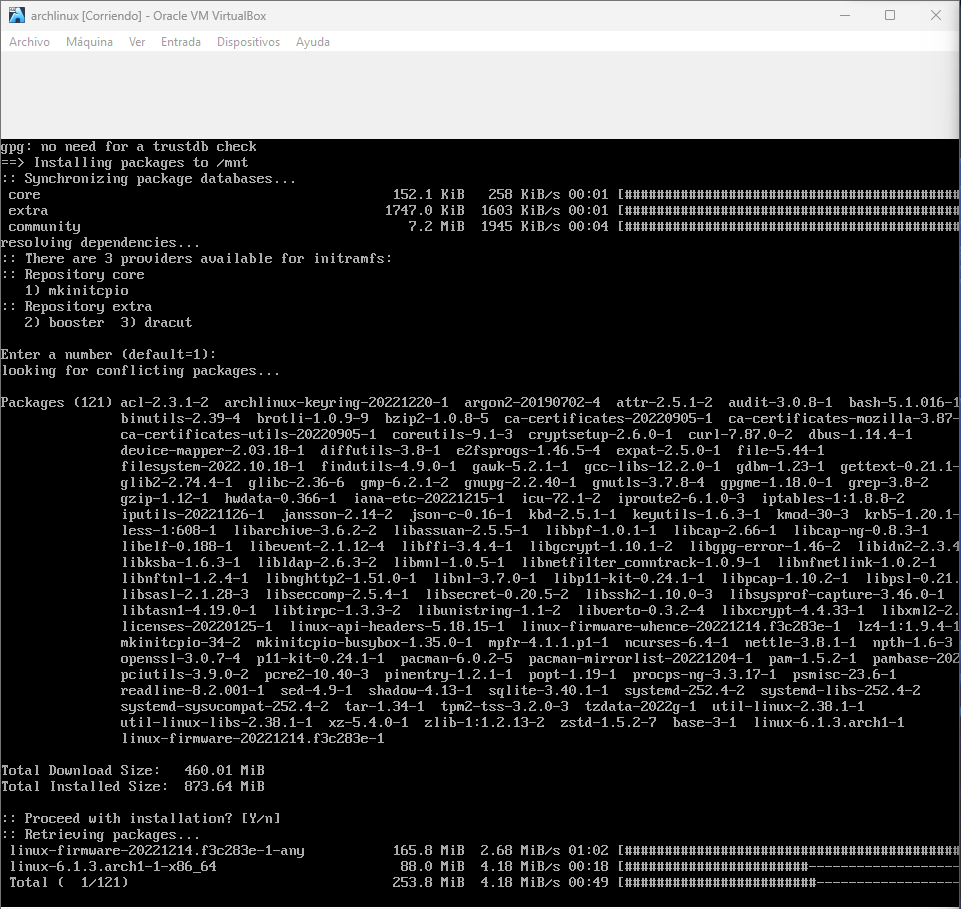 archlinux [Corriendo] - Oracle VM VirtualBox
Archivo Máquina Ver Entrada Dispositivos Ayuda
gpg: no need for a trustdb check
==> Installing packages to /mnt
:: Synchronizing package databases...
core 152.1 KiB 258 KiB/s 00:01 [##########################################
extra 1747.0 KiB 1603 KiB/s 00:01 [##########################################
community 7.2 MiB 1945 KiB/s 00:04 [##########################################
resolving dependencies...
:: There are 3 providers available for initramfs:
:: Repository core
1) mkinitcpio
:: Repository extra
2) booster 3) dracut
Enter a number (default=1):
looking for conflicting packages...
Packages (121) acl-2.3.1-2 archlinux-keyring-20221220-1 argon2-20190702-4 attr-2.5.1-2 audit-3.0.8-1 bash-5.1.016-1
binutils-2.39-4 brotli-1.0.9-9 bzip2-1.0.8-5 ca-certificates-20220905-1 ca-certificates-mozilla-3.87-
ca-certificates-utils-20220905-1 coreutils-9.1-3 cryptsetup-2.6.0-1 curl-7.87.0-2 dbus-1.14.4-1
device-mapper-2.03.18-1 diffutils-3.8-1 e2fsprogs-1.46.5-4 expat-2.5.0-1 file-5.44-1
filesystem-2022.10.18-1 findutils-4.9.0-1 gawk-5.2.1-1 gcc-libs-12.2.0-1 gdbm-1.23-1 gettext-0.21.1-
glib2-2.74.4-1 glibc-2.36-6 gmp-6.2.1-2 gnupg-2.2.40-1 gnutls-3.7.8-4 gpgme-1.18.0-1 grep-3.8-2
gzip-1.12-1 hwdata-0.366-1 iana-etc-20221215-1 icu-72.1-2 iproute2-6.1.0-3 iptables-1:1.8.8-2
iputils-20221126-1 jansson-2.14-2 json-c-0.16-1 kbd-2.5.1-1 keyutils-1.6.3-1 kmod-30-3 krb5-1.20.1-
less-1:608-1 libarchive-3.6.2-2 libassuan-2.5.5-1 libbpf-1.0.1-1 libcap-2.66-1 libcap-ng-0.8.3-1
libelf-0.188-1 libevent-2.1.12-4 libffi-3.4.4-1 libgcrypt-1.10.1-2 libgpg-error-1.46-2 libidn2-2.3.4
libksba-1.6.3-1 libldap-2.6.3-2 libmnl-1.0.5-1 libnetfilter_conntrack-1.0.9-1 libnfnetlink-1.0.2-1
libnftnl-1.2.4-1 libnghttp2-1.51.0-1 libnl-3.7.0-1 libp11-kit-0.24.1-1 libpcap-1.10.2-1 libpsl-0.21.
libsasl-2.1.28-3 libseccomp-2.5.4-1 libsecret-0.20.5-2 libssh2-1.10.0-3 libsysprof-capture-3.46.0-1
libtasn1-4.19.0-1 libtirpc-1.3.3-2 libunistring-1.1-2 libverto-0.3.2-4 libxcrypt-4.4.33-1 libxml2-2.
licenses-20220125-1 linux-api-headers-5.18.15-1 linux-firmware-whence-20221214.f3c283e-1 lz4-1:1.9.4-1
mkinitcpio-34-2 mkinitcpio-busybox-1.35.0-1 mpfr-4.1.1.p1-1 ncurses-6.4-1 nettle-3.8.1-1 npth-1.6-3
openssl-3.0.7-4 p11-kit-0.24.1-1 pacman-6.0.2-5 pacman-mirrorlist-20221204-1 pam-1.5.2-1 pambase-202
pciutils-3.9.0-2 pcre2-10.40-3 pinentry-1.2.1-1 popt-1.19-1 procps-ng-3.3.17-1 psmisc-23.6-1
readline-8.2.001-1 sed-4.9-1 shadow-4.13-1 sqlite-3.40.1-1 systemd-252.4-2 systemd-libs-252.4-2
systemd-sysvcompat-252.4-2 tar-1.34-1 tpm2-tss-3.2.0-3 tzdata-2022g-1 util-linux-2.38.1-1
util-linux-libs-2.38.1-1 xz-5.4.0-1 zlib-1:1.2.13-2 zstd-1.5.2-7 base-3-1 linux-6.1.3.arch1-1
linux-firmware-20221214.f3c283e-1
Total Download Size: 460.01 MiB
Total Installed Size: 873.64 MiB
:: Proceed with installation? [Y/n]
:: Retrieving packages...
linux-firmware-20221214.f3c283e-1-any 165.8 MiB 2.68 MiB/s 01:02 [##########################################
linux-6.1.3.arch1-1-x86_64 88.0 MiB 4.18 MiB/s 00:18 [#######################-------------------
Total ( 1/121) 253.8 MiB 4.18 MiB/s 00:49 [########################------------------